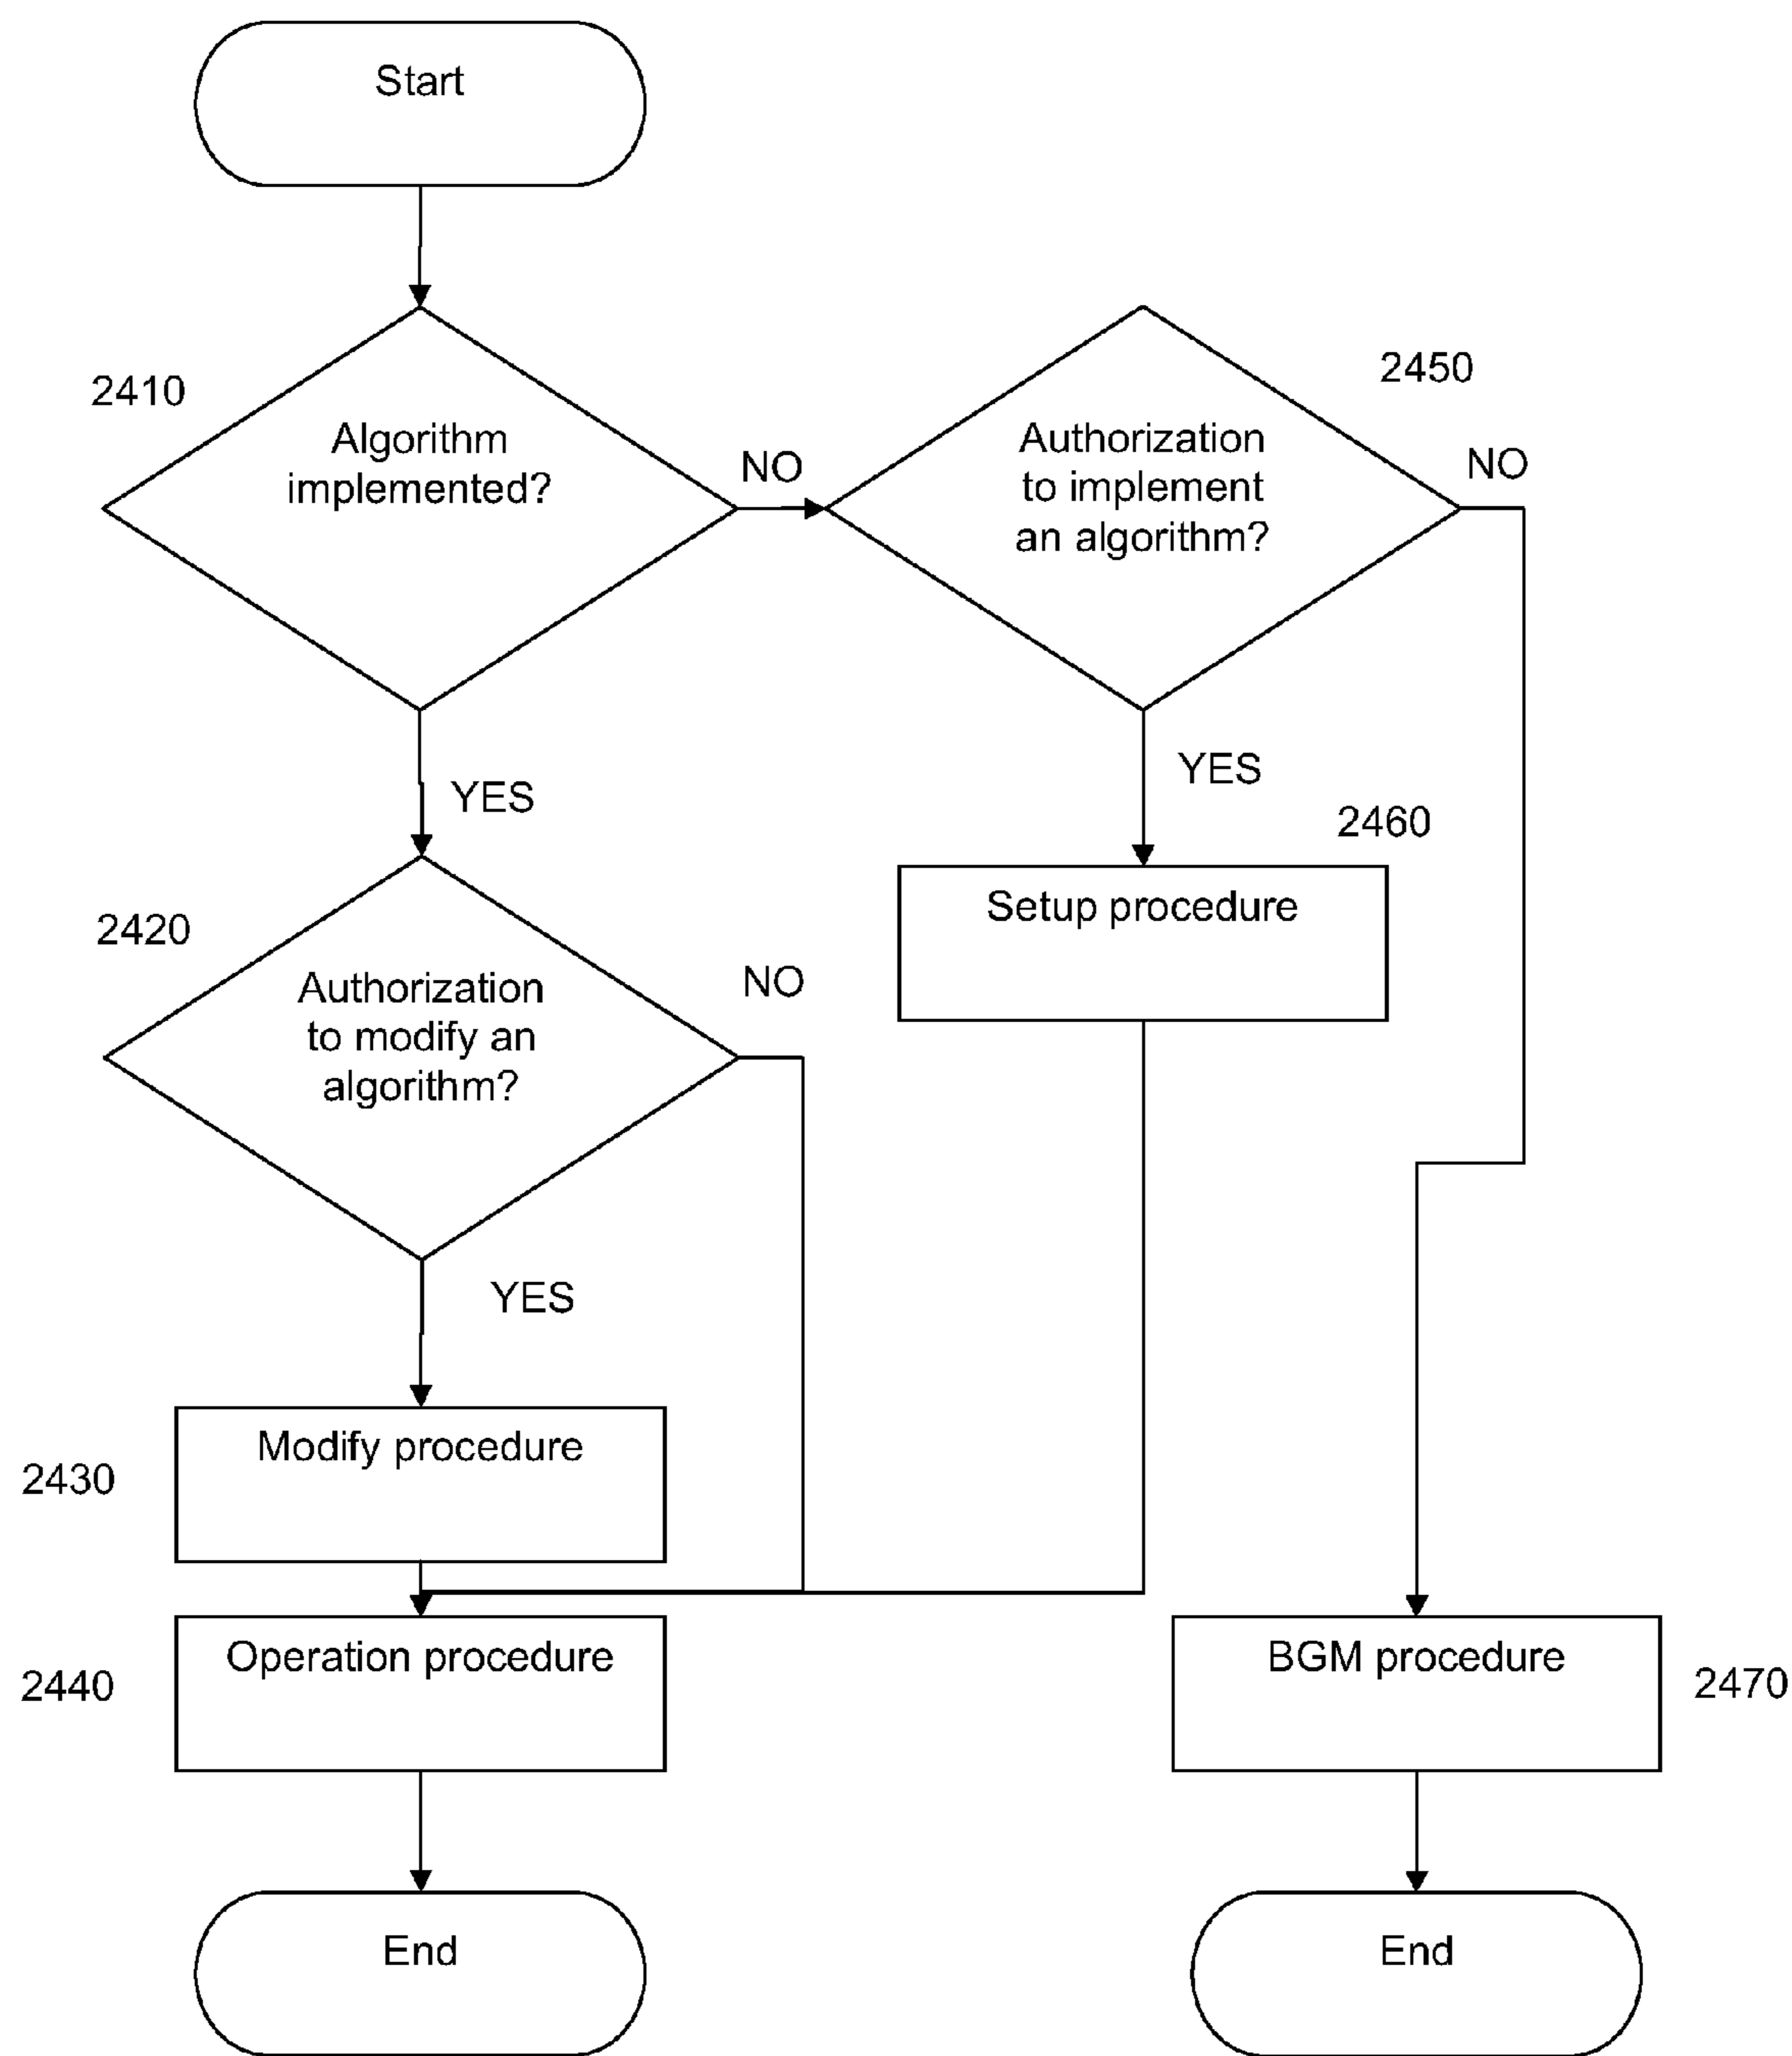 Start
2410
Algorithm
implemented?
NO
2450
Authorization
to implement
an algorithm?
NO
YES
YES
2460
Setup procedure
2420
Authorization
to modify an
algorithm?
NO
YES
2430
Modify procedure
2440
Operation procedure
BGM procedure
2470
End
End